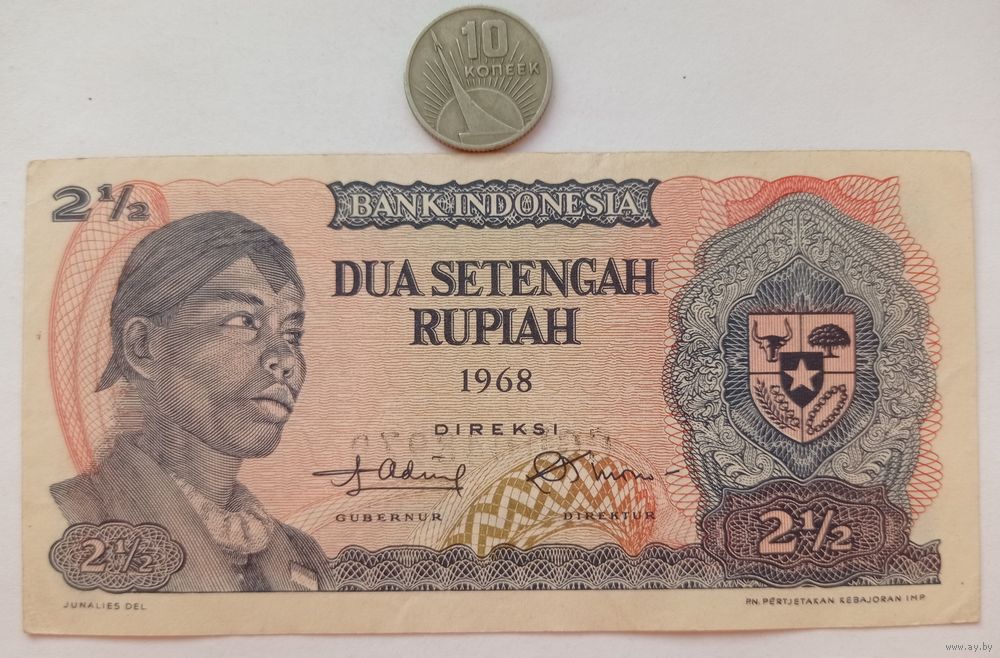 10
КОПЕЕК
2½
BANK INDONESIA
DUA SETENGAH
RUPIAH
1968
DIREKSI
GUBERNUR DIREKTUR
2½
2½
JUNALIES DEL
PN. PERTJETAKAN KEBAJORAN IMP.
www.ay.by